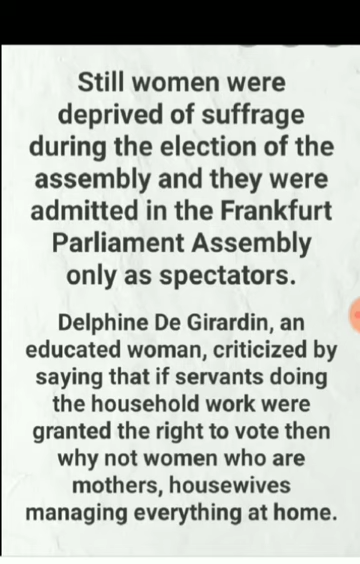 Still women were
deprived of suffrage
during the election of the
assembly and they were
admitted in the Frankfurt
Parliament Assembly
only as spectators.
Delphine De Girardin, an
educated woman, criticized by
saying that if servants doing
the household work were
granted the right to vote then
why not women who are
mothers, housewives
managing everything at home.